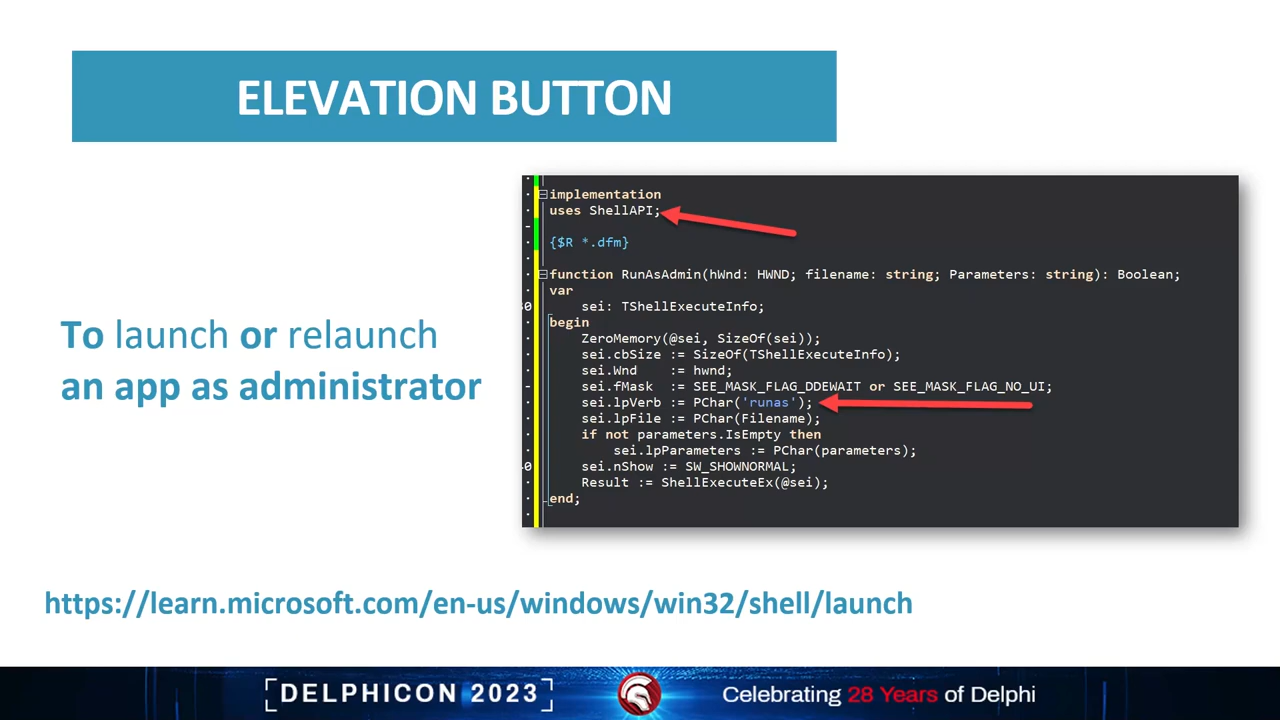 ELEVATION BUTTON
To launch or relaunch
an app as administrator
implementation
uses ShellAPI;
{$R *.dfm}
function RunAsAdmin(hWnd: HWND; filename: string; Parameters: string): Boolean;
var
sei: TShellExecuteInfo;
begin
ZeroMemory(@sei, SizeOf(sei));
sei.cbSize := SizeOf(TShellExecuteInfo);
sei.Wnd    := hwnd;
sei.fMask  := SEE_MASK_FLAG_DDEWAIT or SEE_MASK_FLAG_NO_UI;
sei.lpVerb := PChar('runas');
sei.lpFile := PChar(Filename);
if not parameters.IsEmpty then
sei.lpParameters := PChar(parameters);
sei.nShow := SW_SHOWNORMAL;
Result := ShellExecuteEx(@sei);
end;
https://learn.microsoft.com/en-us/windows/win32/shell/launch
[DELPHICON 2023]
Celebrating 28 Years of Delphi